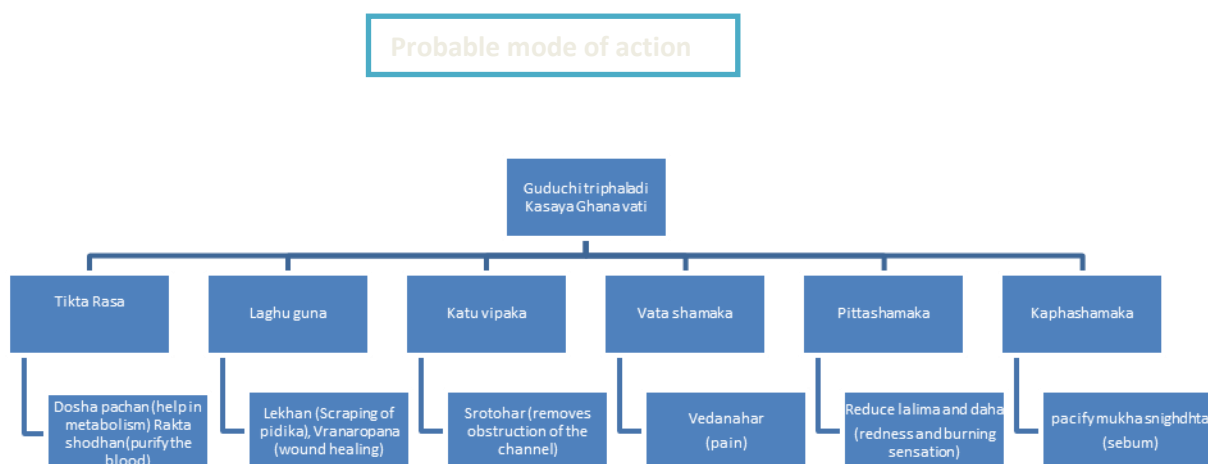 Probable mode of action
Guduchi triphaladi
Kasaya Ghana vati
Tikta Rasa
Laghu guna
Katu vipaka
Vata shamaka
Pittashamaka
Kaphashamaka
Dosha pachan (help in
metabolism) Rakta
shodhan(purify the
blood)
Lekhan (Scraping of
pidika), Vranaropana
(wound healing)
Srotohar (removes
obstruction of the
channel)
Vedanahar
(pain)
Reduce lalima and daha
(redness and burning
sensation)
pacify mukha snighdhta
(sebum)